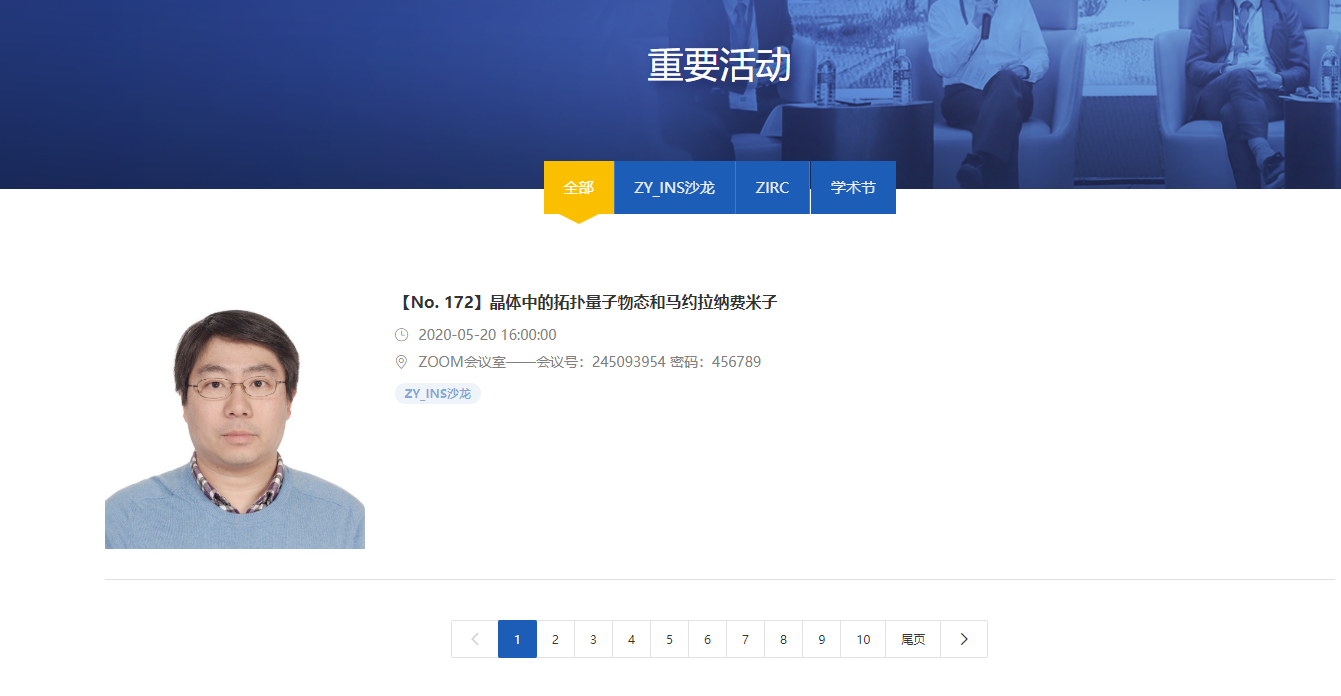 重要活动
全部 ZY_INS沙龙 ZIRC 学术节
【No. 172】晶体中的拓扑量子物态和马约拉纳费米子
2020-05-20 16:00:00
ZOOM会议室——会议号：245093954 密码：456789
ZY_INS沙龙
1 2 3 4 5 6 7 8 9 10 尾页